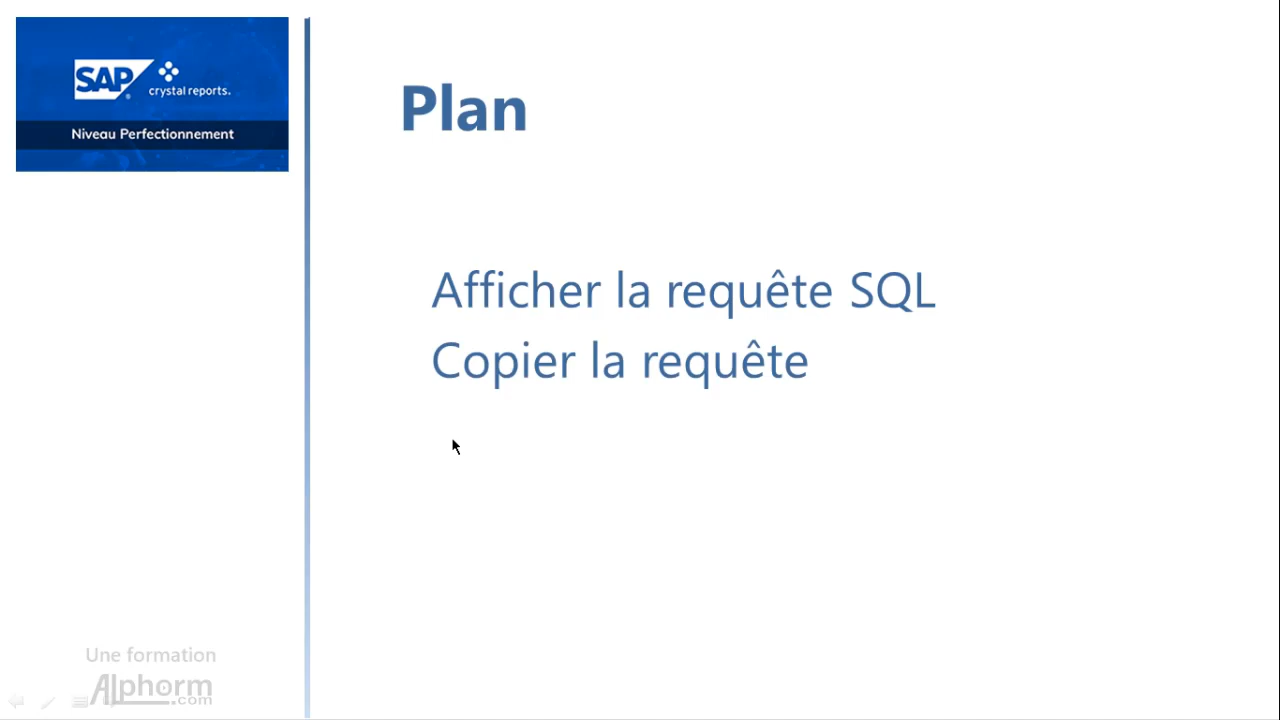 SAP
crystal reports.
Niveau Perfectionnement
Plan
Afficher la requête SQL
Copier la requête
Une formation
Alphorm
.com